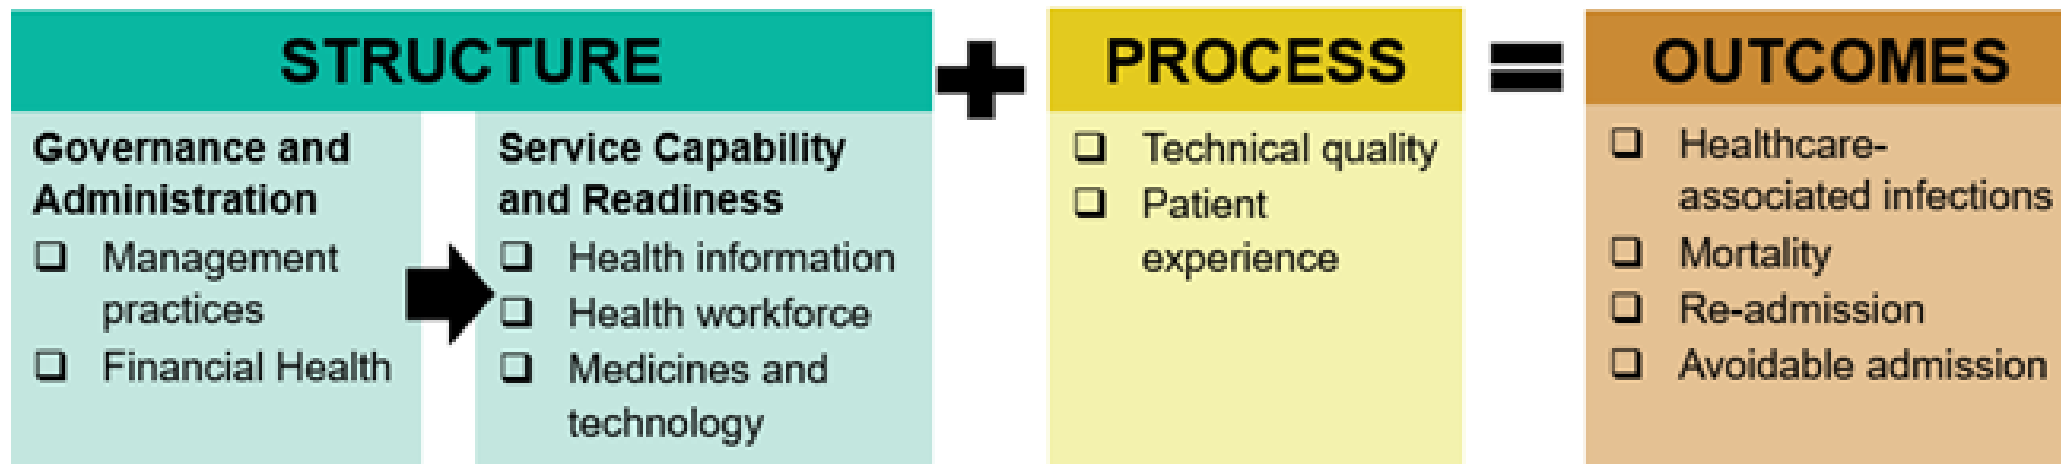 STRUCTURE
Governance and
Administration
❑ Management
practices
❑ Financial Health
Service Capability
and Readiness
❑ Health information
❑ Health workforce
❑ Medicines and
technology
+
PROCESS
❑ Technical quality
❑ Patient
experience
=
OUTCOMES
❑ Healthcare-
associated infections
❑ Mortality
❑ Re-admission
❑ Avoidable admission